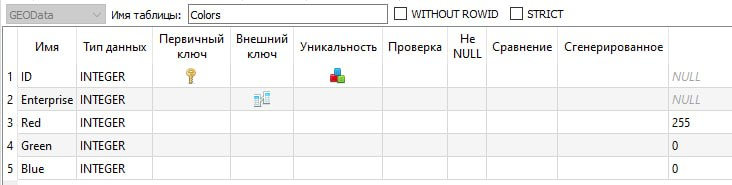 GEOData Имя таблицы: Colors WITHOUT ROWID STRICT
Имя Тип данных Первичный ключ Внешний ключ Уникальность Проверка Не NULL Сравнение Сгенерированное
1 ID INTEGER NULL
2 Enterprise INTEGER NULL
3 Red INTEGER 255
4 Green INTEGER 0
5 Blue INTEGER 0